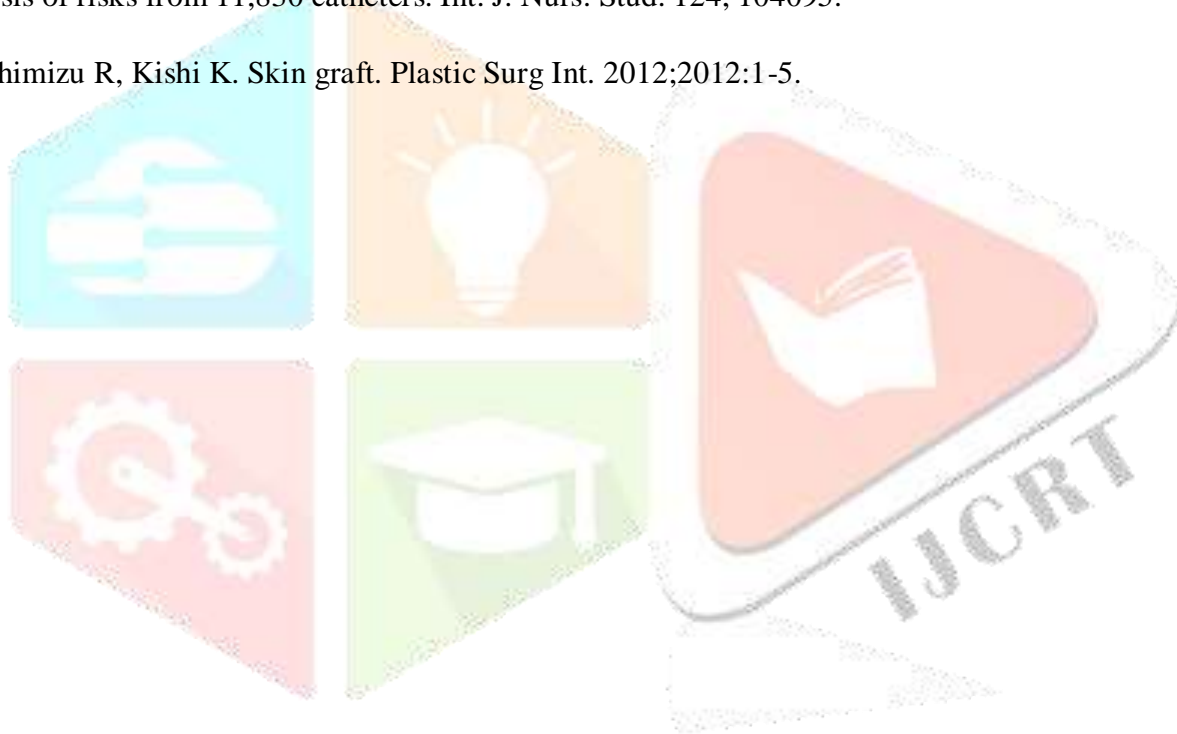 sis of risks from 11,830 catheters. Int. J. Nurs. Stud. 124, 104095.
himizu R, Kishi K. Skin graft. Plastic Surg Int. 2012;2012:1-5.
IJCRT